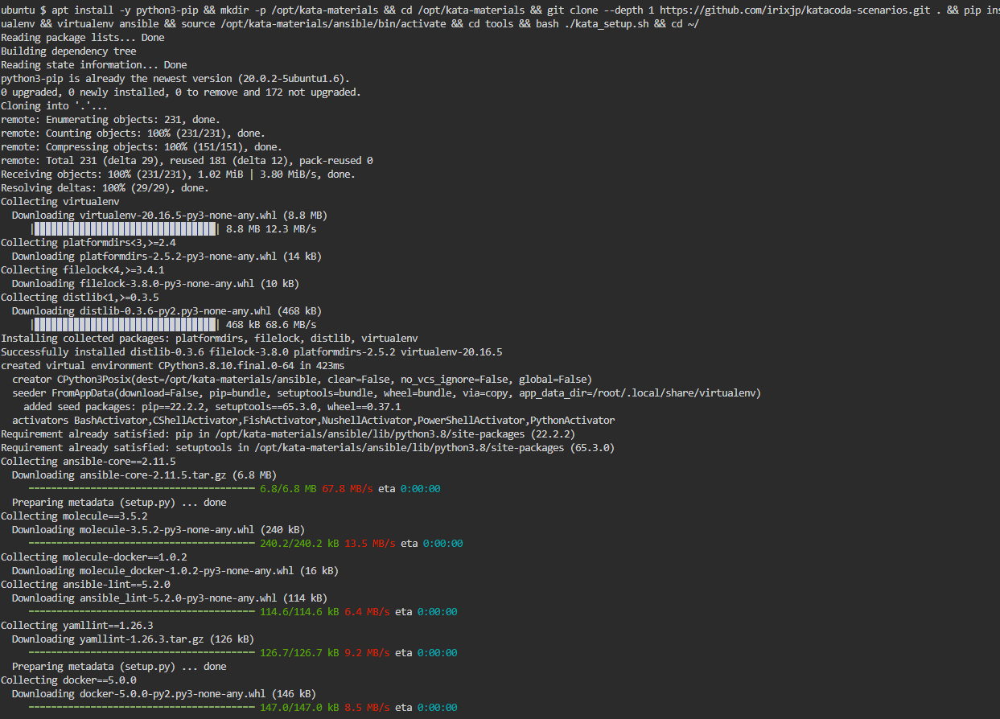 ubuntu $ apt install -y python3-pip && mkdir -p /opt/kata-materials && cd /opt/kata-materials && git clone --depth 1 https://github.com/irixjp/katacoda-scenarios.git . && pip ins
ualenv && virtualenv ansible && source /opt/kata-materials/ansible/bin/activate && cd tools && bash ./kata_setup.sh && cd ~/
Reading package lists... Done
Building dependency tree
Reading state information... Done
python3-pip is already the newest version (20.0.2-5ubuntu1.6).
0 upgraded, 0 newly installed, 0 to remove and 172 not upgraded.
Cloning into '.'...
remote: Enumerating objects: 231, done.
remote: Counting objects: 100% (231/231), done.
remote: Compressing objects: 100% (151/151), done.
remote: Total 231 (delta 29), reused 181 (delta 12), pack-reused 0
Receiving objects: 100% (231/231), 1.02 MiB | 3.80 MiB/s, done.
Resolving deltas: 100% (29/29), done.
Collecting virtualenv
  Downloading virtualenv-20.16.5-py3-none-any.whl (8.8 MB)
     |████████████████████████████████| 8.8 MB 12.3 MB/s
Collecting platformdirs<3,>=2.4
  Downloading platformdirs-2.5.2-py3-none-any.whl (14 kB)
Collecting filelock<4,>=3.4.1
  Downloading filelock-3.8.0-py3-none-any.whl (10 kB)
Collecting distlib<1,>=0.3.5
  Downloading distlib-0.3.6-py2.py3-none-any.whl (468 kB)
     |████████████████████████████████| 468 kB 68.6 MB/s
Installing collected packages: platformdirs, filelock, distlib, virtualenv
Successfully installed distlib-0.3.6 filelock-3.8.0 platformdirs-2.5.2 virtualenv-20.16.5
created virtual environment CPython3.8.10.final.0-64 in 423ms
  creator CPython3Posix(dest=/opt/kata-materials/ansible, clear=False, no_vcs_ignore=False, global=False)
  seeder FromAppData(download=False, pip=bundle, setuptools=bundle, wheel=bundle, via=copy, app_data_dir=/root/.local/share/virtualenv)
    added seed packages: pip==22.2.2, setuptools==65.3.0, wheel==0.37.1
  activators BashActivator,CShellActivator,FishActivator,NushellActivator,PowerShellActivator,PythonActivator
Requirement already satisfied: pip in /opt/kata-materials/ansible/lib/python3.8/site-packages (22.2.2)
Requirement already satisfied: setuptools in /opt/kata-materials/ansible/lib/python3.8/site-packages (65.3.0)
Collecting ansible-core==2.11.5
  Downloading ansible-core-2.11.5.tar.gz (6.8 MB)
     ━━━━━━━━━━━━━━━━━━━━━━━━━━━━━━━━━━━━━━━━ 6.8/6.8 MB 67.8 MB/s eta 0:00:00
  Preparing metadata (setup.py) ... done
Collecting molecule==3.5.2
  Downloading molecule-3.5.2-py3-none-any.whl (240 kB)
     ━━━━━━━━━━━━━━━━━━━━━━━━━━━━━━━━━━━━━━━━ 240.2/240.2 kB 13.5 MB/s eta 0:00:00
Collecting molecule-docker==1.0.2
  Downloading molecule_docker-1.0.2-py3-none-any.whl (16 kB)
Collecting ansible-lint==5.2.0
  Downloading ansible_lint-5.2.0-py3-none-any.whl (114 kB)
     ━━━━━━━━━━━━━━━━━━━━━━━━━━━━━━━━━━━━━━━━ 114.6/114.6 kB 6.4 MB/s eta 0:00:00
Collecting yamllint==1.26.3
  Downloading yamllint-1.26.3.tar.gz (126 kB)
     ━━━━━━━━━━━━━━━━━━━━━━━━━━━━━━━━━━━━━━━━ 126.7/126.7 kB 9.2 MB/s eta 0:00:00
  Preparing metadata (setup.py) ... done
Collecting docker==5.0.0
  Downloading docker-5.0.0-py2.py3-none-any.whl (146 kB)
     ━━━━━━━━━━━━━━━━━━━━━━━━━━━━━━━━━━━━━━━━ 147.0/147.0 kB 8.5 MB/s eta 0:00:00